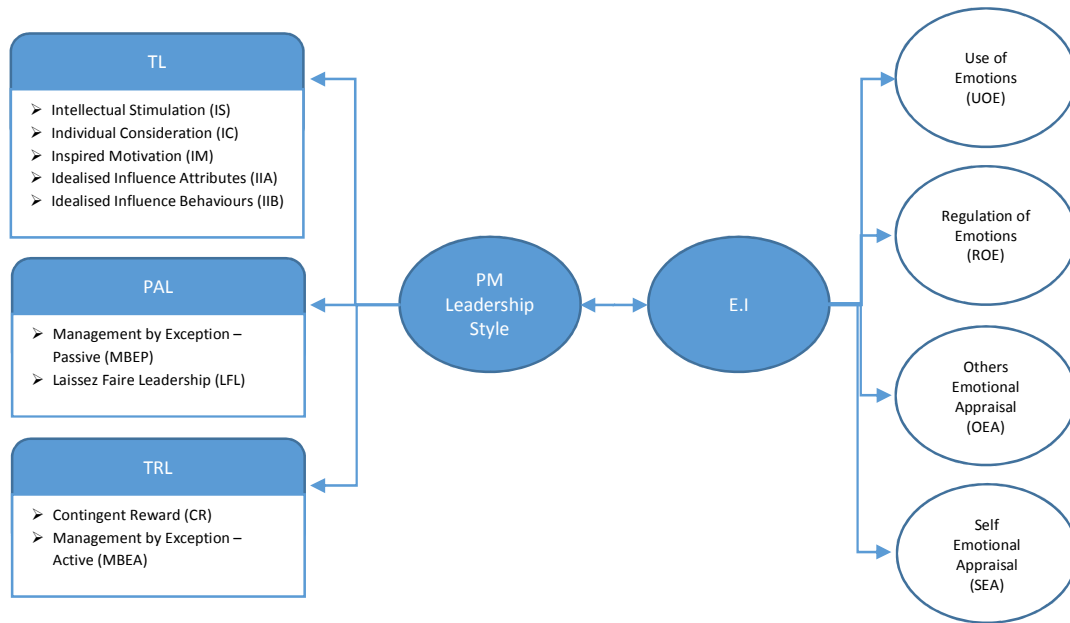 TL
Intellectual Stimulation (IS)
Individual Consideration (IC)
Inspired Motivation (IM)
Idealised Influence Attributes (IIA)
Idealised Influence Behaviours (IIB)
PAL
Management by Exception –
Passive (MBEP)
Laissez Faire Leadership (LFL)
TRL
Contingent Reward (CR)
Management by Exception –
Active (MBEA)
PM
Leadership
Style
E.I
Use of
Emotions
(UOE)
Regulation of
Emotions
(ROE)
Others
Emotional
Appraisal
(OEA)
Self
Emotional
Appraisal
(SEA)